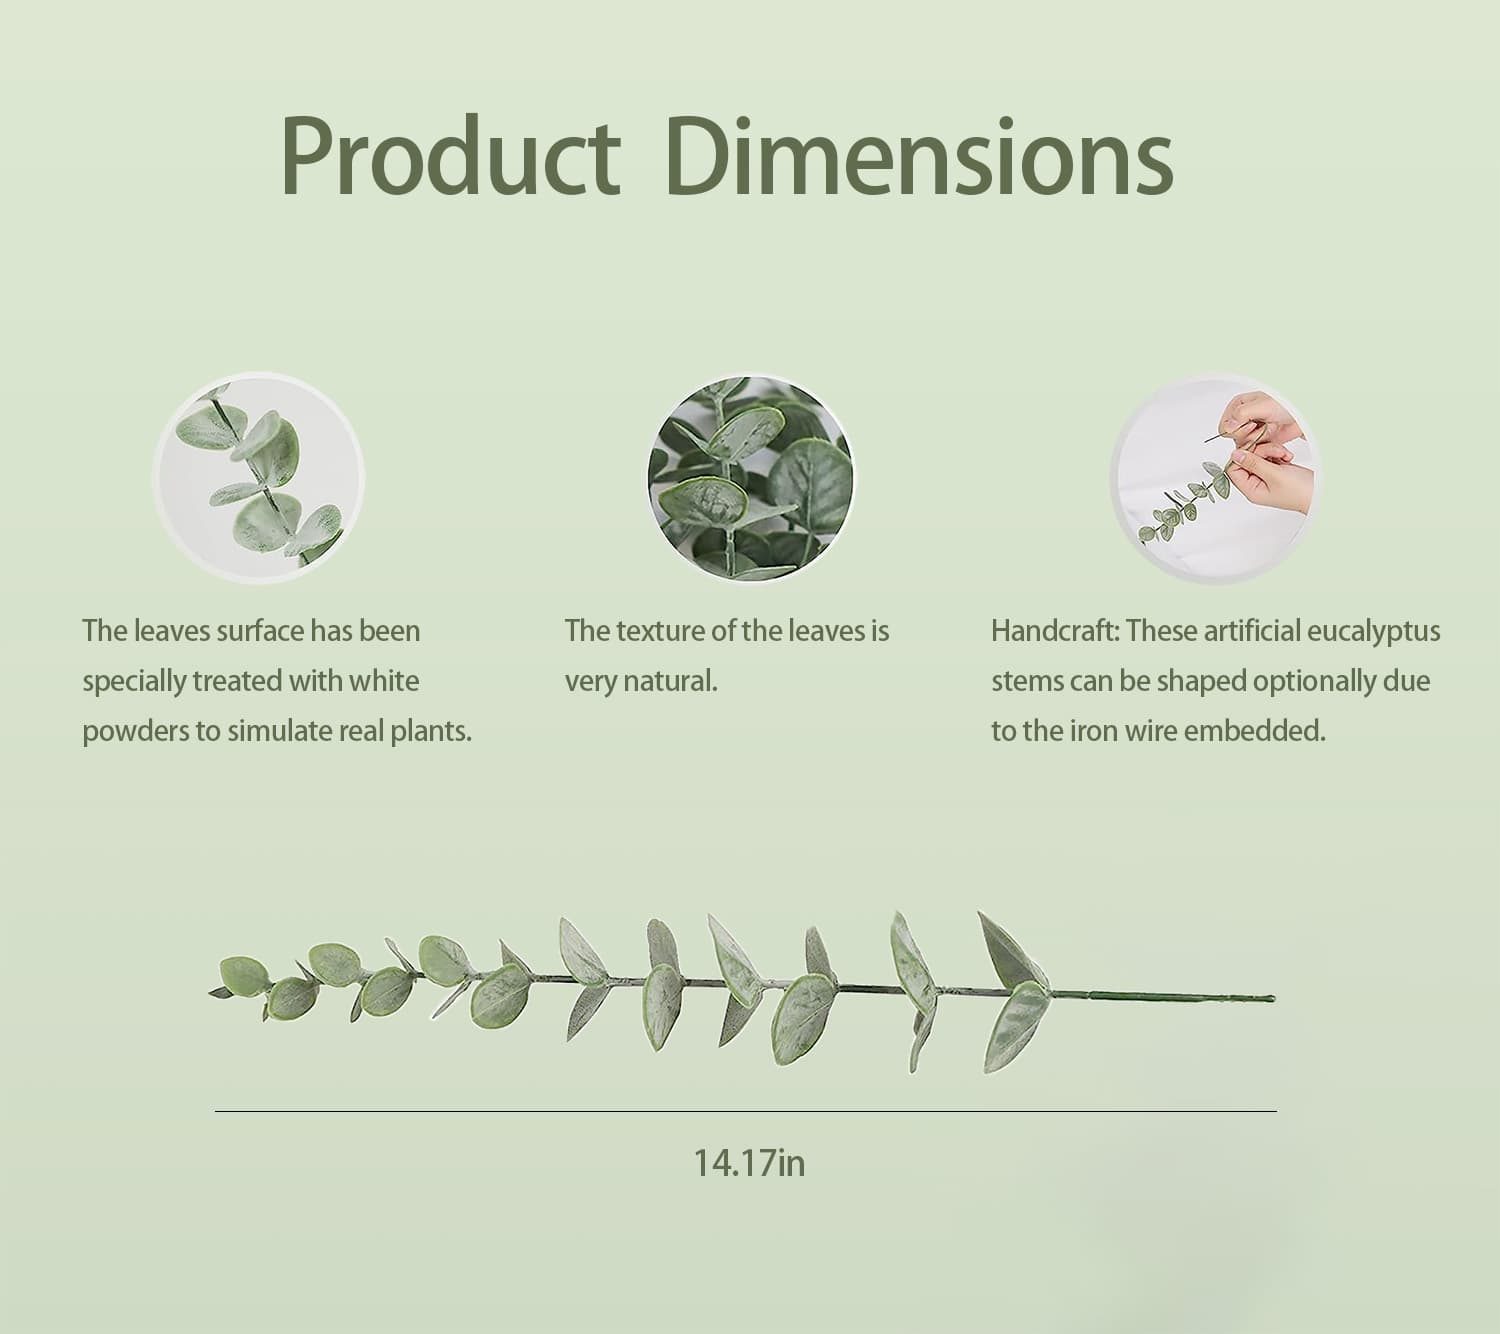 Product Dimensions
The leaves surface has been
specially treated with white
powders to simulate real plants.
The texture of the leaves is
very natural.
Handcraft: These artificial eucalyptus
stems can be shaped optionally due
to the iron wire embedded.
14.17in